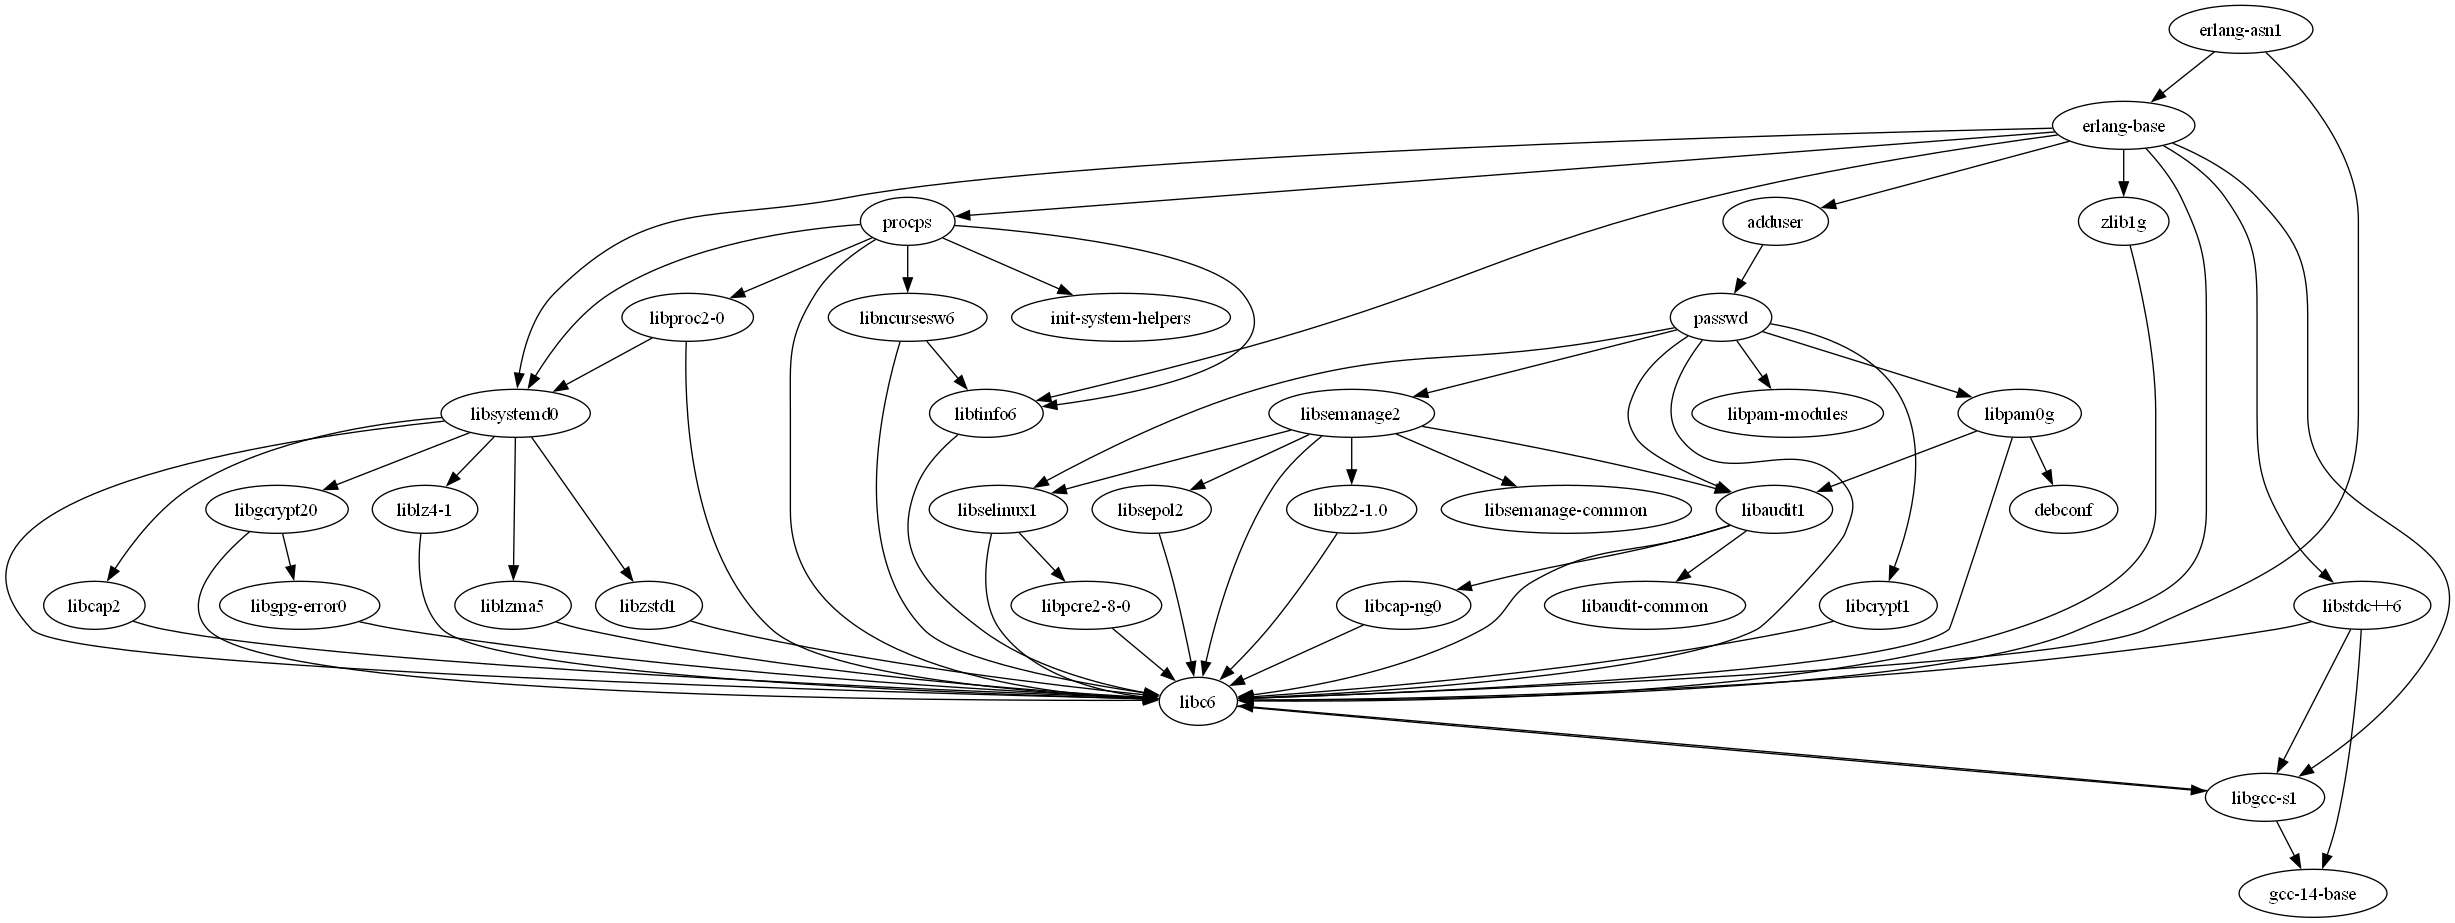 erlang-asn1
erlang-base
procps
adduser
zlib1g
libproc2-0
libncursesw6
init-system-helpers
passwd
libsystemd0
libtinfo6
libsemanage2
libpam-modules
libpam0g
libgcrypt20
liblz4-1
libselinux1
libsepol2
libbz2-1.0
libsemanage-common
libaudit1
debconf
libcap2
libgpg-error0
liblzma5
libzstd1
libpcre2-8-0
libcap-ng0
libaudit-common
libcrypt1
libstdc++6
libc6
libgcc-s1
gcc-14-base